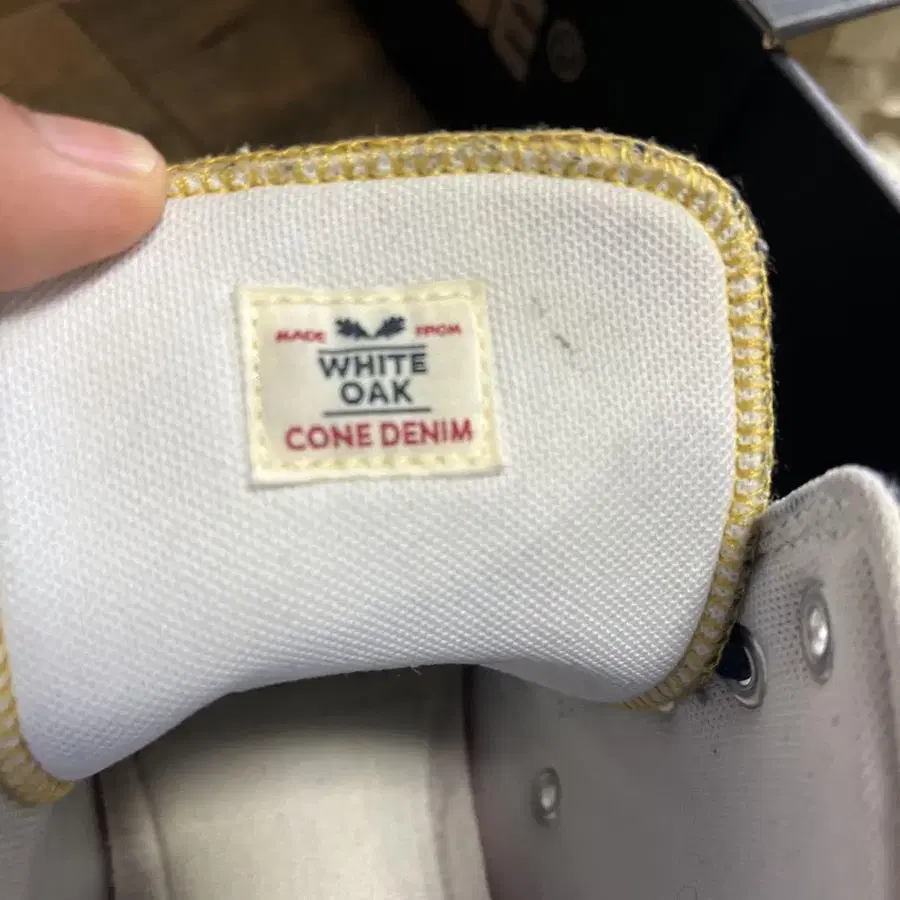 MADE FROM
WHITE
OAK
CONE DENIM